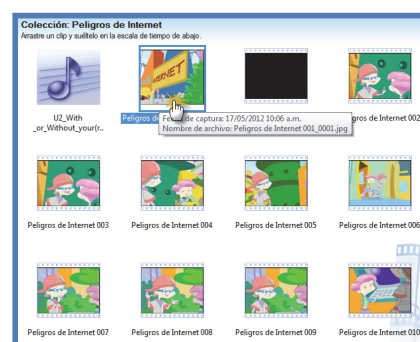 Colección: Peligros de Internet
Arrastre un clip y suéltelo en la escala de tiempo de abajo.
INTERNET
U2_With
_or_Without_your(r..
Peligros de
Fecha de captura: 17/05/2012 10:06 a.m.
Nombre de archivo: Peligros de Internet 001_0001.jpg
gros de Internet 002
Peligros de Internet 003
Peligros de Internet 004
Peligros de Internet 005
Peligros de Internet 006
Peligros de Internet 007
Peligros de Internet 008
Peligros de Internet 009
Peligros de Internet 010